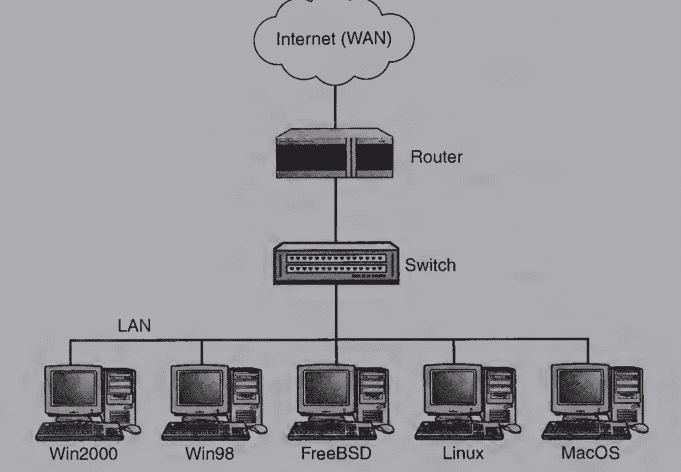 Internet (WAN)
Router
Switch
LAN
Win2000
Win98
FreeBSD
Linux
MacOS